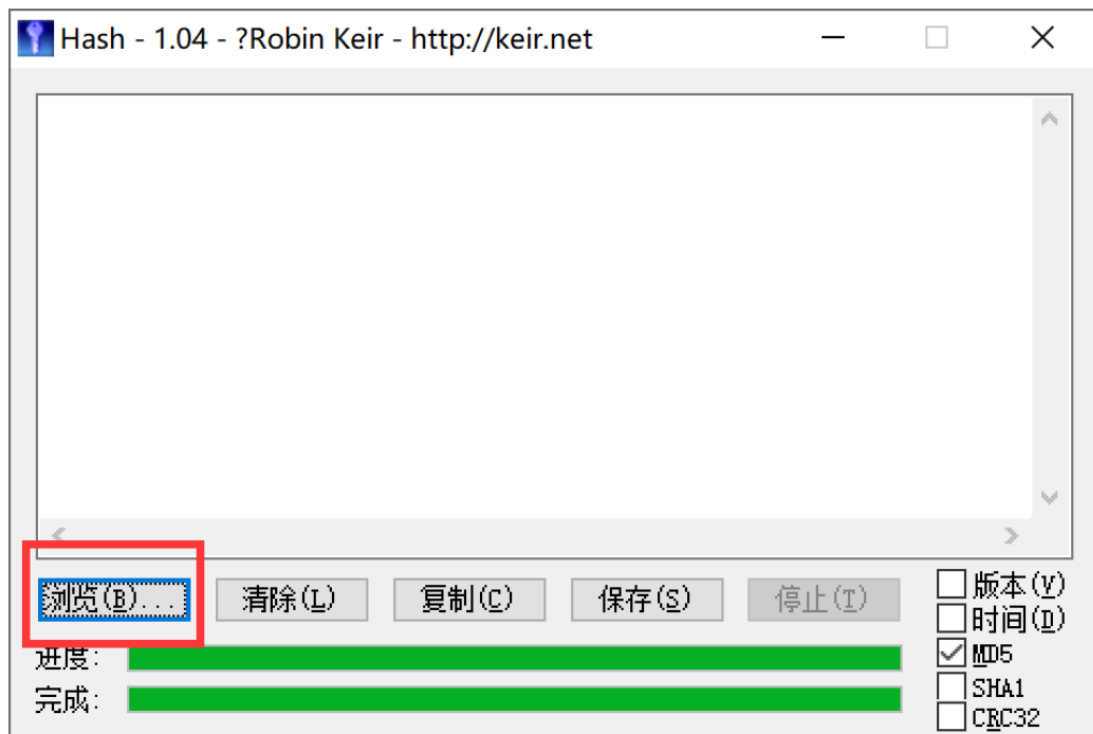 Hash - 1.04 - ?Robin Keir - http://keir.net
浏览(B)... 清除(L) 复制(C) 保存(S) 停止(T)
版本(V)
时间(D)
进度:
MD5
完成:
SHA1
CRC32